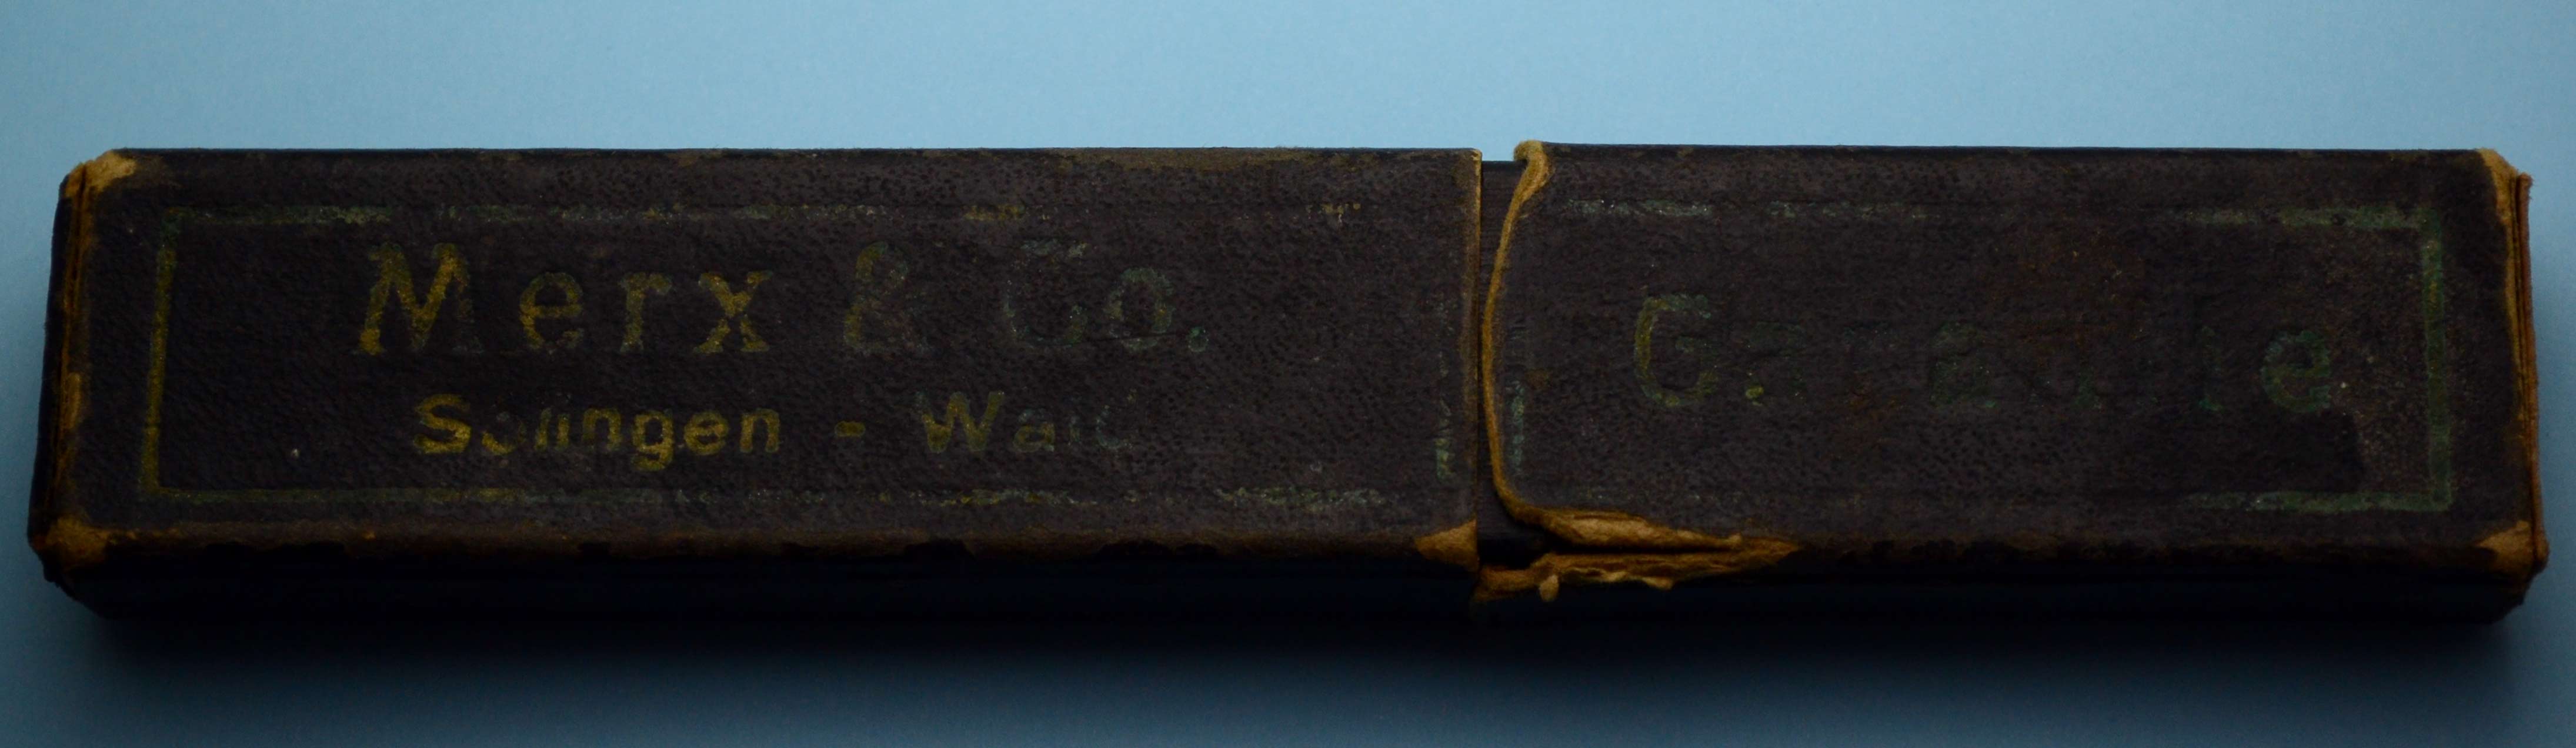 Merx & Co.
Solingen - Wald